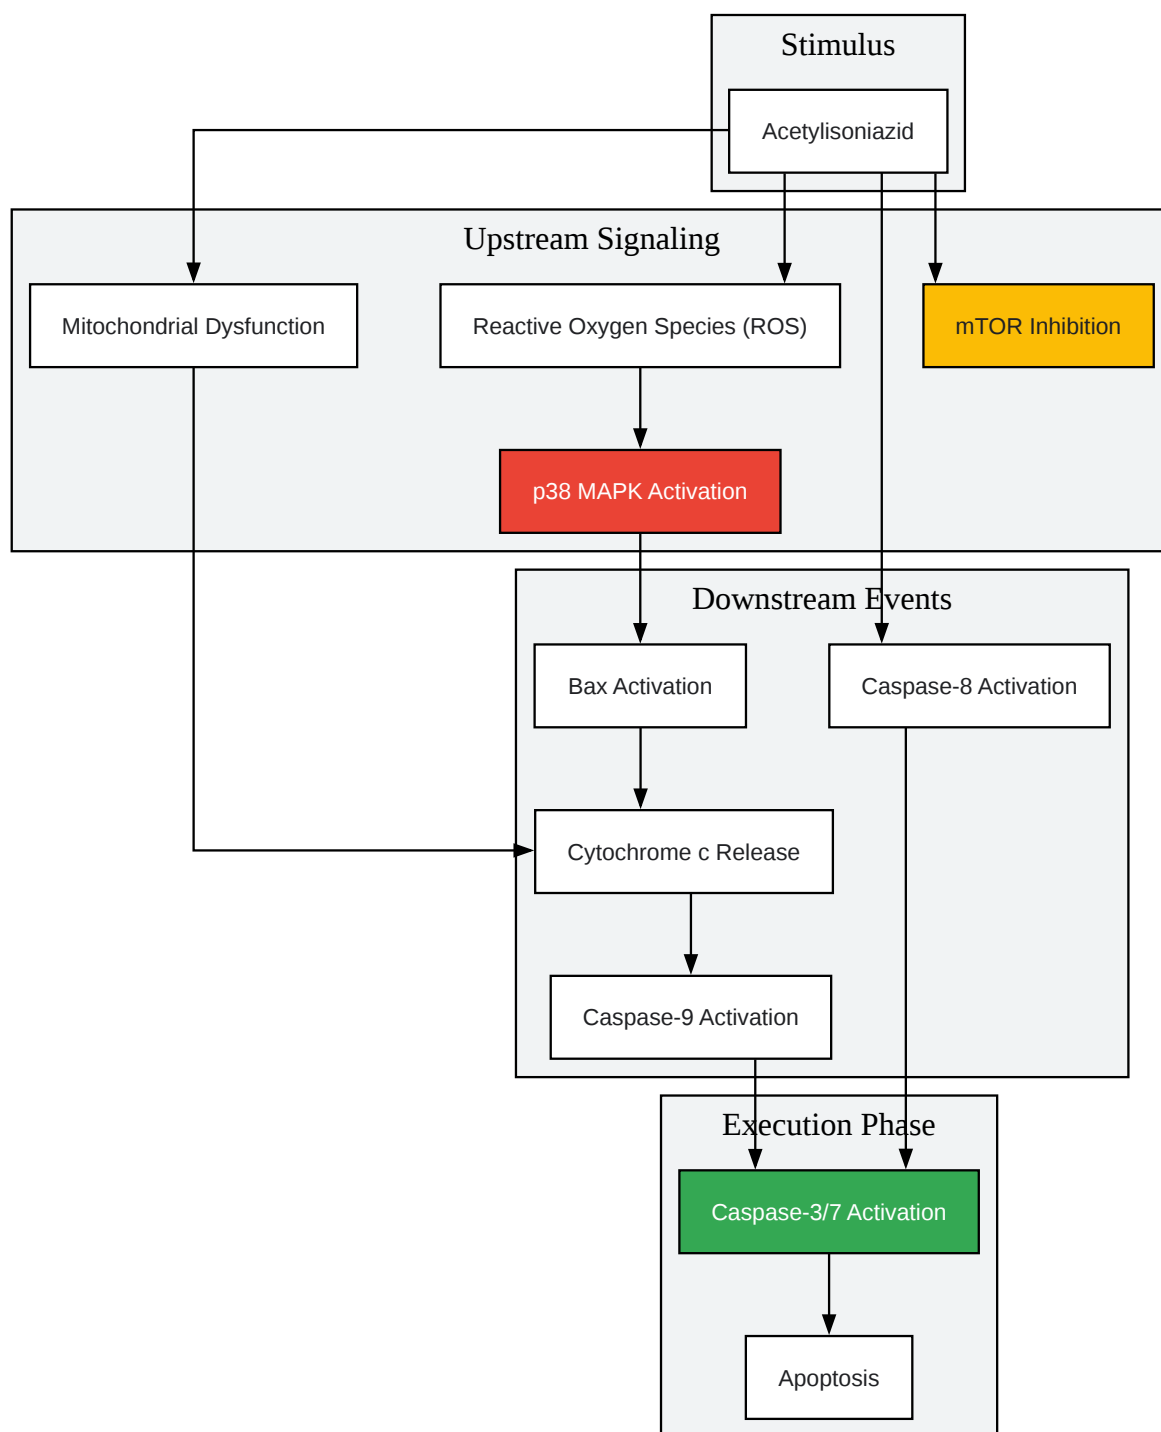 Stimulus
Acetylisoniazid
Upstream Signaling
Mitochondrial Dysfunction
Reactive Oxygen Species (ROS)
mTOR Inhibition
p38 MAPK Activation
Downstream Events
Bax Activation
Caspase-8 Activation
Cytochrome c Release
Caspase-9 Activation
Execution Phase
Caspase-3/7 Activation
Apoptosis